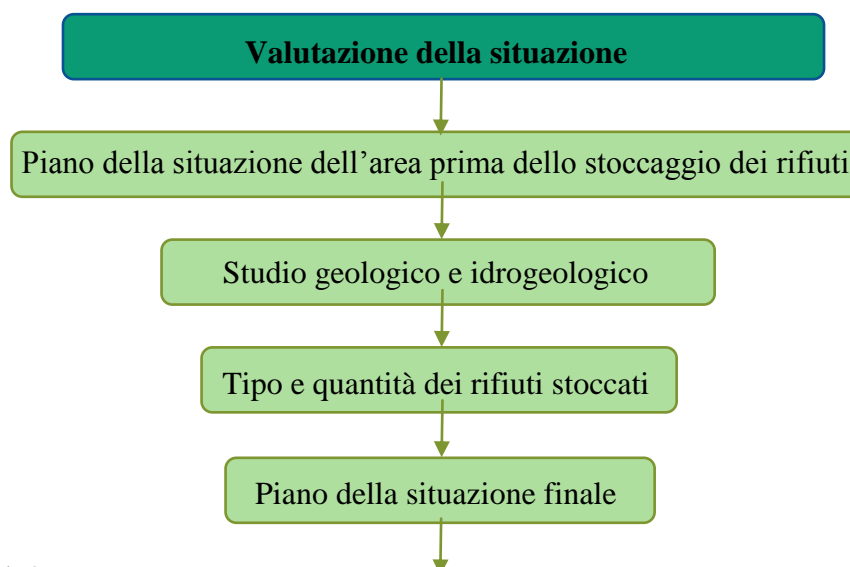 Valutazione della situazione
Piano della situazione dell’area prima dello stoccaggio dei rifiuti
Studio geologico e idrogeologico
Tipo e quantità dei rifiuti stoccati
Piano della situazione finale